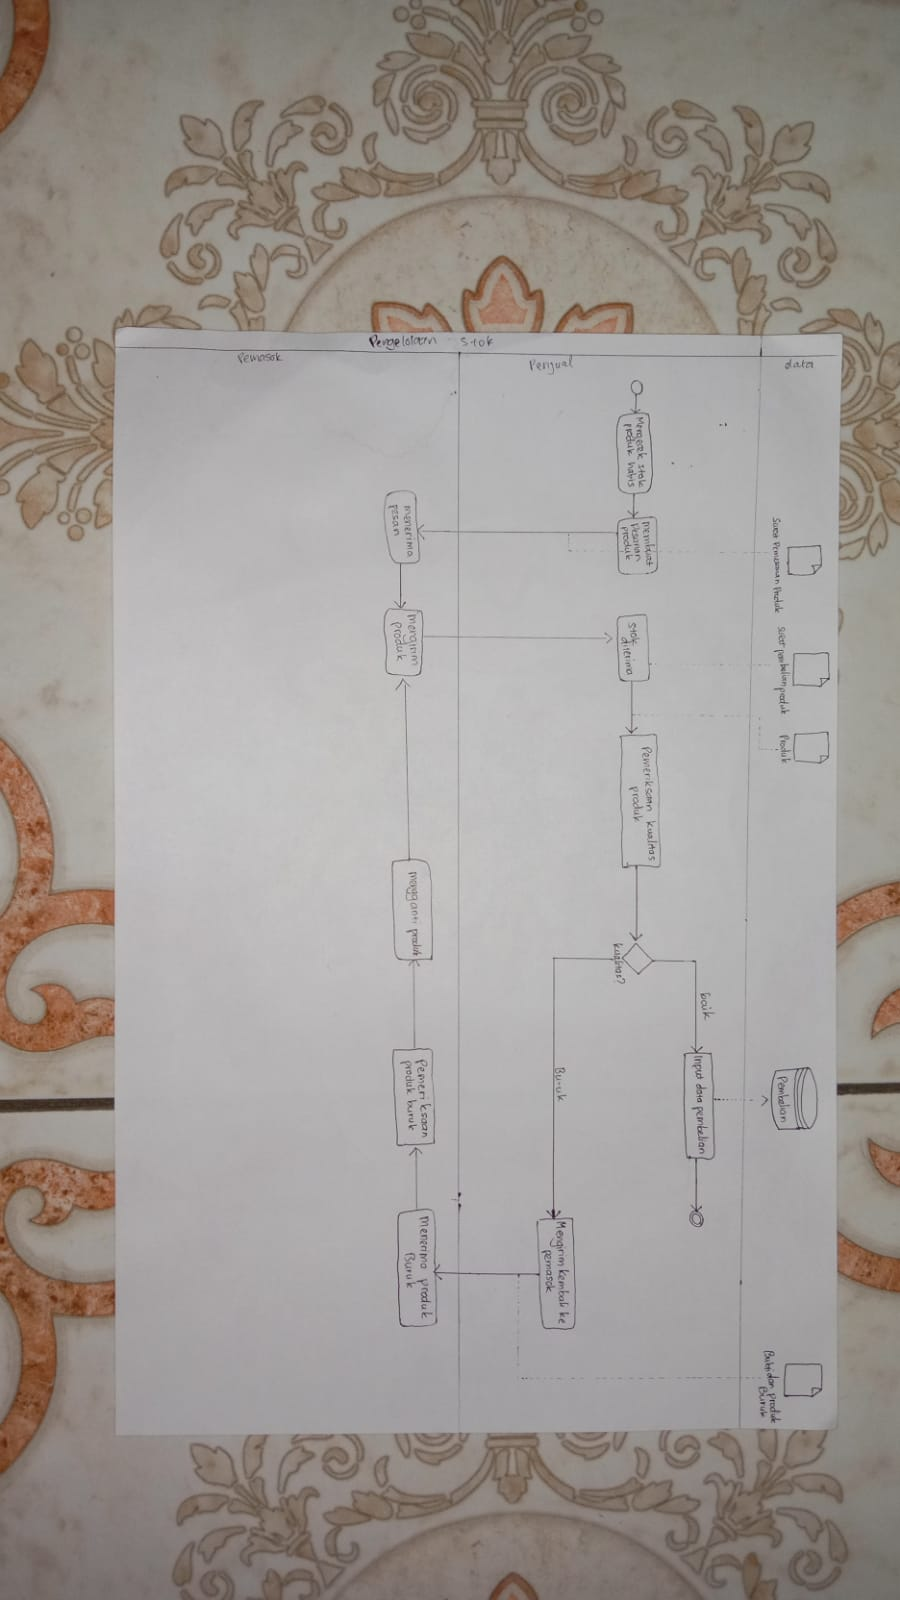 Pengelolaan Stok
data
Penjual
Pemasok
Mengecek stok
produk habis
membuat
Pesanan
produk
menerima
pesan
mengirim
produk
stok
diterima
Pemeriksaan kualitas
produk
kualitas?
baik
Buruk
Input data pembelian
Pembelian
Mengirim kembali ke
pemasok
menerima produk
Buruk
Pemeriksaan
produk buruk
mengganti produk
Surat Pemesanan Produk
Surat pembelian produk
Produk
Bukti dan produk
Buruk